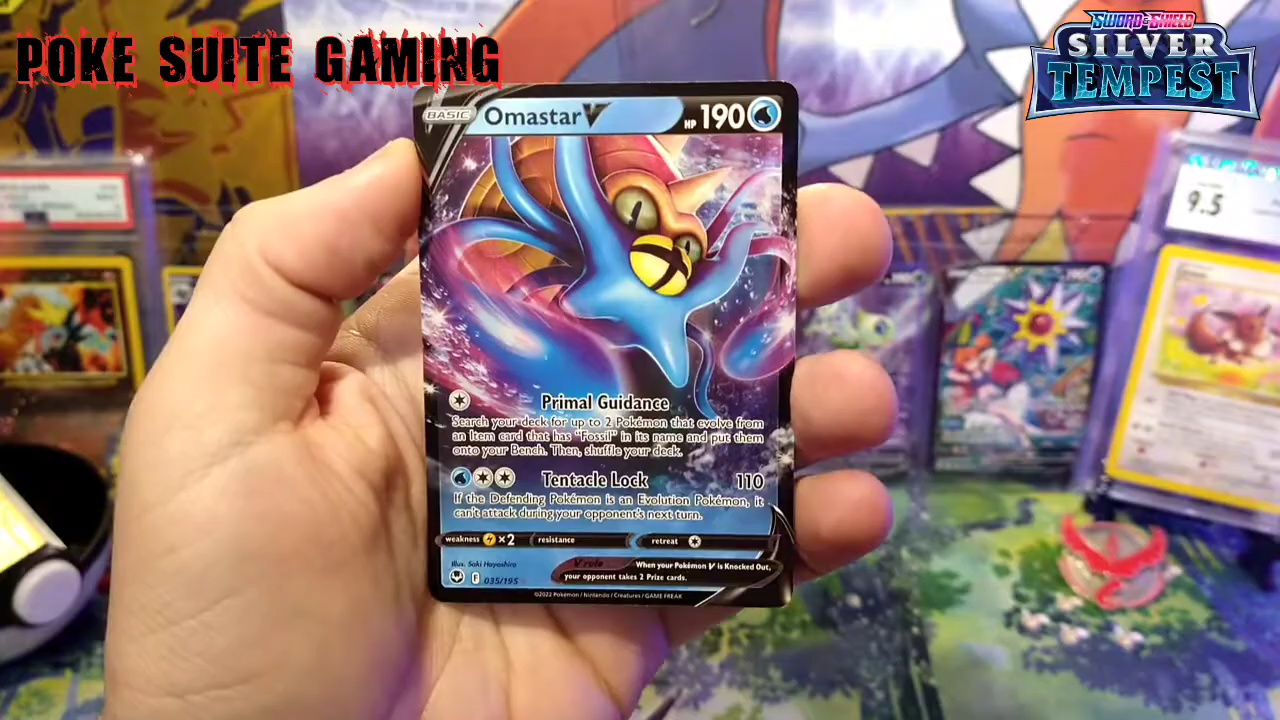 POKE SUITE GAMING
SWORD & SHIELD
SILVER
TEMPEST
BASIC
Omastar V
HP 190
9.5
Primal Guidance
Search your deck for up to 2 Pokémon that evolve from
an Item card that has "Fossil" in its name and put them
onto your Bench. Then, shuffle your deck.
Tentacle Lock 110
If the Defending Pokémon is an Evolution Pokémon, it
can't attack during your opponent's next turn.
weakness ×2 resistance retreat
Illus. Saki Hayashiro
F 035/195
V rule
When your Pokémon V is Knocked Out,
your opponent takes 2 Prize cards.
©2022 Pokémon / Nintendo / Creatures / GAME FREAK